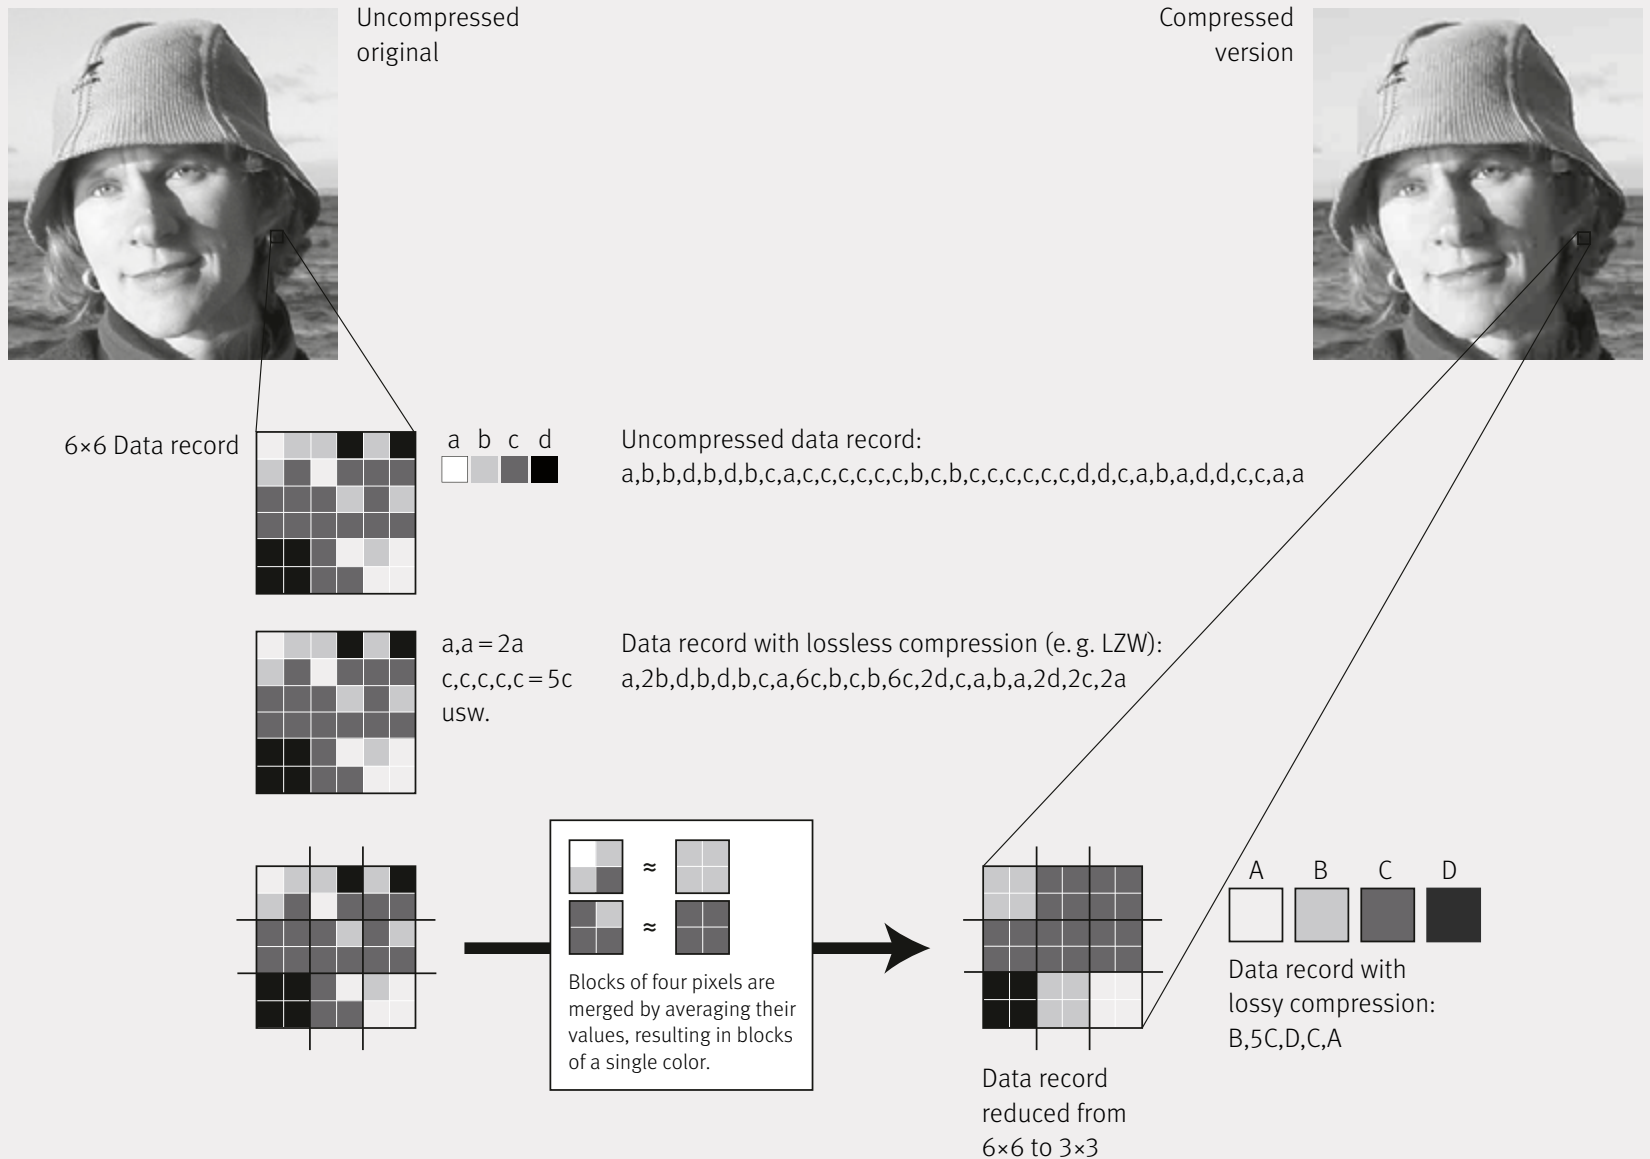 Uncompressed
original
Compressed
version
6×6 Data record
a b c d
Uncompressed data record:
a,b,b,d,b,d,b,c,a,c,c,c,c,c,c,b,c,b,c,c,c,c,c,c,d,d,c,a,b,a,d,d,c,c,a,a
a,a = 2a
c,c,c,c,c = 5c
usw.
Data record with lossless compression (e. g. LZW):
a,2b,d,b,d,b,c,a,6c,b,c,b,6c,2d,c,a,b,a,2d,2c,2a
≈
≈
Blocks of four pixels are
merged by averaging their
values, resulting in blocks
of a single color.
Data record
reduced from
6×6 to 3×3
A B C D
Data record with
lossy compression:
B,5C,D,C,A